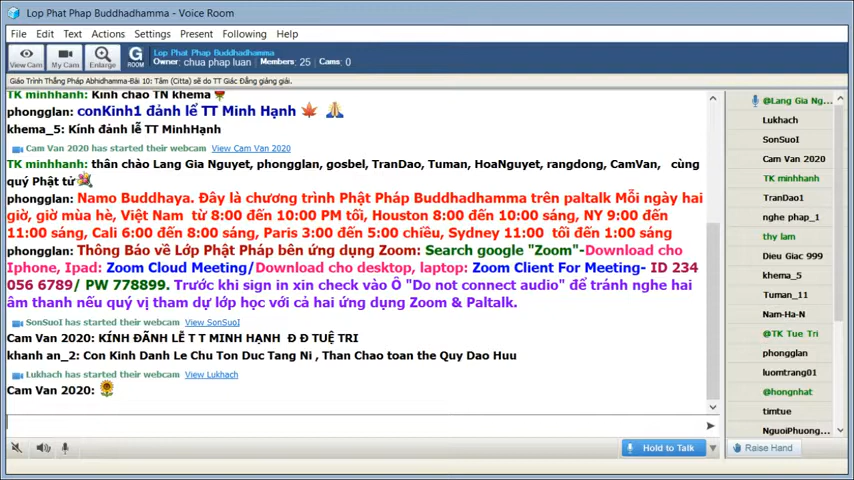 Lop Phat Phap Buddhadhamma - Voice Room
File Edit Text Actions Settings Present Following Help
View Cam My Cam Enlarge G ROOM
Lop Phat Phap Buddhadhamma
Owner: chua phap luan Members: 25 Cams: 0
Giáo Trình Thắng Pháp Abhidhamma-Bài 10: Tâm (Citta) sẽ do TT Giác Đẳng giảng giải.
TK minhhanh: Kinh chao TN khema
phongglan: conKinh1 đảnh lể TT Minh Hạnh
khema_5: Kính đảnh lễ TT MinhHạnh
Cam Van 2020 has started their webcam View Cam Van 2020
TK minhhanh: thân chào Lang Gia Nguyet, phongglan, gosbel, TranDao, Tuman, HoaNguyet, rangdong, CamVan, cùng
quý Phật tử
phongglan: Namo Buddhaya. Đây là chương trình Phật Pháp Buddhadhamma trên paltalk Mỗi ngày hai
giờ, giờ mùa hè, Việt Nam từ 8:00 đến 10:00 PM tối, Houston 8:00 đến 10:00 sáng, NY 9:00 đến
11:00 sáng, Cali 6:00 đến 8:00 sáng, Paris 3:00 đến 5:00 chiều, Sydney 11:00 tối đến 1:00 sáng
phongglan: Thông Báo về Lớp Phật Pháp bên ứng dụng Zoom: Search google "Zoom"-Download cho
Iphone, Ipad: Zoom Cloud Meeting/Download cho desktop, laptop: Zoom Client For Meeting- ID 234
056 6789/ PW 778899. Trước khi sign in xin check vào Ô "Do not connect audio" để tránh nghe hai
âm thanh nếu quý vị tham dự lớp học với cả hai ứng dụng Zoom & Paltalk.
SonSuoI has started their webcam View SonSuoI
Cam Van 2020: KÍNH ĐÃNH LỄ T T MINH HẠNH Đ Đ TUỆ TRI
khanh an_2: Con Kinh Danh Le Chu Ton Duc Tang Ni , Than Chao toan the Quy Dao Huu
Lukhach has started their webcam View Lukhach
Cam Van 2020:
Hold to Talk
@Lang Gia Ng...
Lukhach
SonSuoI
Cam Van 2020
TK minhhanh
TranDao1
nghe phap_1
thy lam
Dieu Giac 999
khema_5
Tuman_11
Nam-Ha-N
@TK Tue Tri
phongglan
luomtrang01
@hongnhat
timtue
NguoiPhuong...
Raise Hand